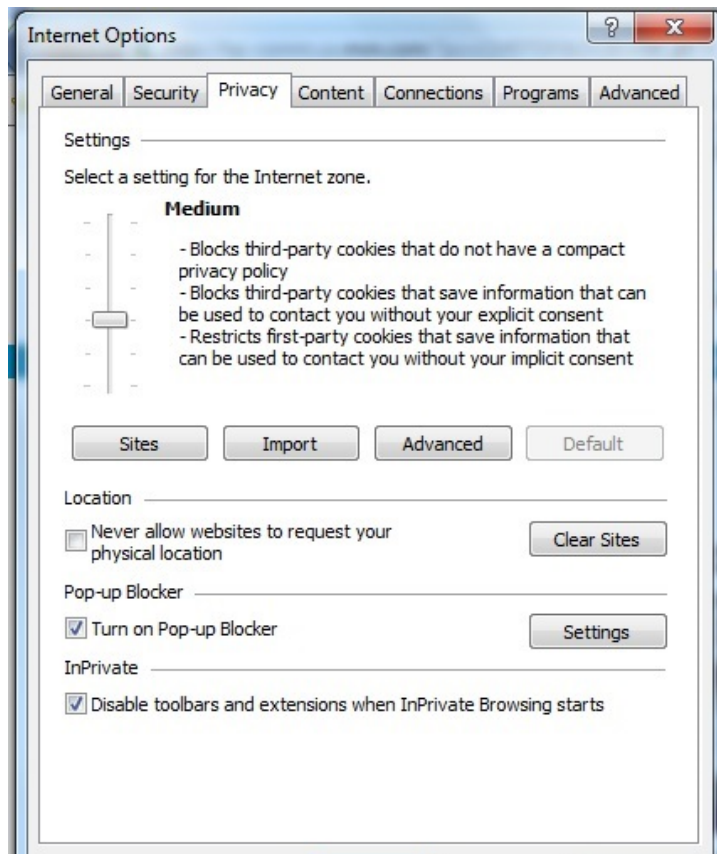 Internet Options
General Security Privacy Content Connections Programs Advanced
Settings
Select a setting for the Internet zone.
Medium
- Blocks third-party cookies that do not have a compact
privacy policy
- Blocks third-party cookies that save information that can
be used to contact you without your explicit consent
- Restricts first-party cookies that save information that
can be used to contact you without your implicit consent
Sites Import Advanced Default
Location
Never allow websites to request your
physical location
Clear Sites
Pop-up Blocker
Turn on Pop-up Blocker
Settings
InPrivate
Disable toolbars and extensions when InPrivate Browsing starts